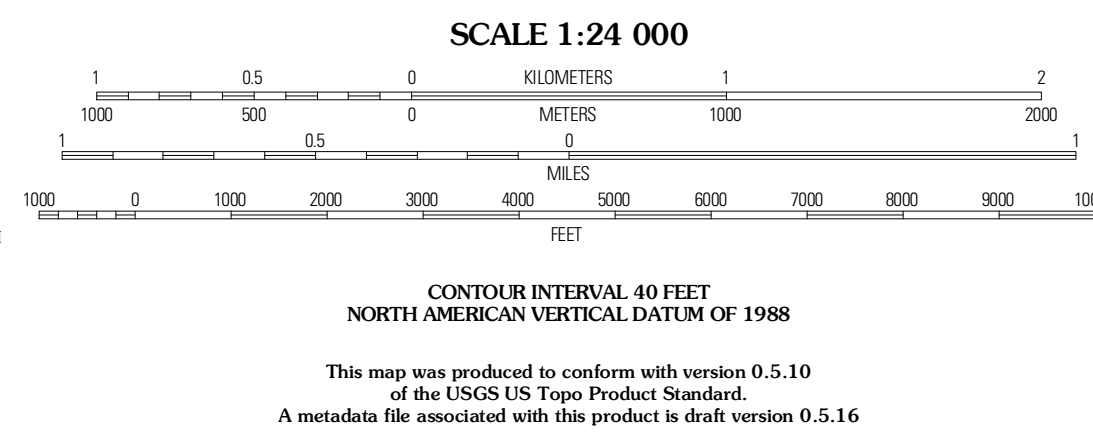 SCALE 1:24 000
1 0.5 0 KILOMETERS 1 2
1000 500 0 METERS 1000 2000
1 0.5 0 1
MILES
1000 0 1000 2000 3000 4000 5000 6000 7000 8000 9000 100
FEET
CONTOUR INTERVAL 40 FEET
NORTH AMERICAN VERTICAL DATUM OF 1988
This map was produced to conform with version 0.5.10
of the USGS US Topo Product Standard.
A metadata file associated with this product is draft version 0.5.16